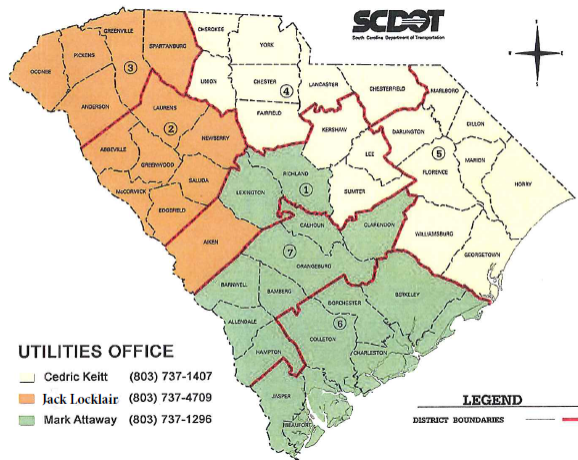 SCDOT
South Carolina Department of Transportation
CHEROKEE
GREENVILLE
SPARTANBURG
YORK
PICKENS
OCONEE
③
UNION
CHESTER
④
LANCASTER
CHESTERFIELD
MARLBORO
ANDERSON
LAURENS
②
FAIRFIELD
KERSHAW
DARLINGTON
DILLON
ABBEVILLE
NEWBERRY
LEE
⑤
MARION
GREENWOOD
FLORENCE
SALUDA
RICHLAND
①
HORRY
McCORMICK
LEXINGTON
SUMTER
EDGEFIELD
CALHOUN
CLARENDON
WILLIAMSBURG
AIKEN
⑦
GEORGETOWN
ORANGEBURG
BARNWELL
BAMBERG
BERKELEY
DORCHESTER
ALLENDALE
⑥
COLLETON
HAMPTON
CHARLESTON
JASPER
BEAUFORT
UTILITIES OFFICE
Cedric Keitt (803) 737-1407
Jack Locklair (803) 737-4709
Mark Attaway (803) 737-1296
LEGEND
DISTRICT BOUNDARIES